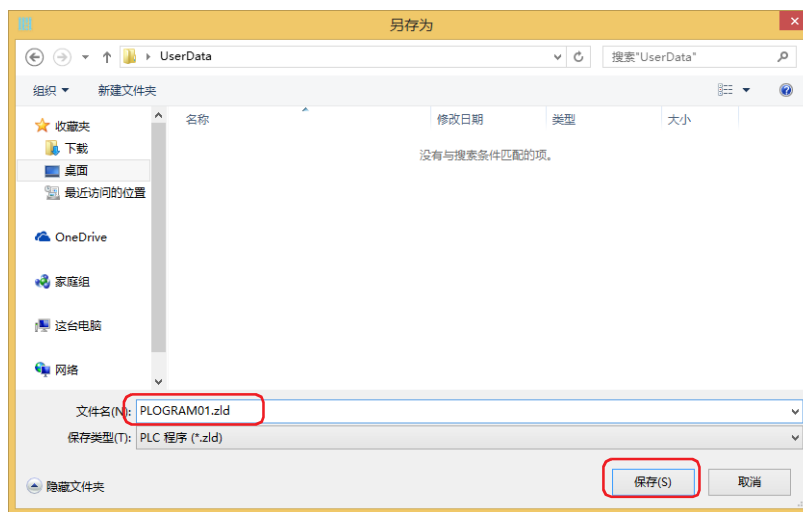 另存为
UserData
搜索"UserData"
组织 新建文件夹
名称 修改日期 类型 大小
没有与搜索条件匹配的项。
收藏夹
下载
桌面
最近访问的位置
OneDrive
家庭组
这台电脑
网络
文件名(N): PLOGRAM01.zld
保存类型(T): PLC 程序 (*.zld)
隐藏文件夹 保存(S) 取消